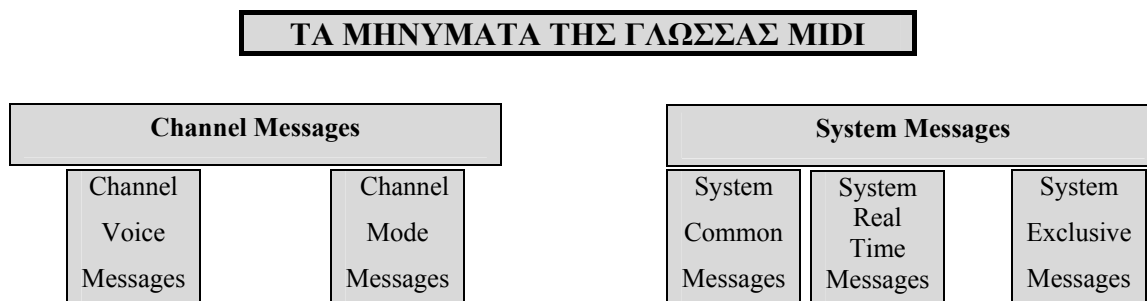 ΤΑ ΜΗΝΥΜΑΤΑ ΤΗΣ ΓΛΩΣΣΑΣ MIDI
Channel Messages
Channel
Voice
Messages
Channel
Mode
Messages
System Messages
System
Common
Messages
System
Real
Time
Messages
System
Exclusive
Messages